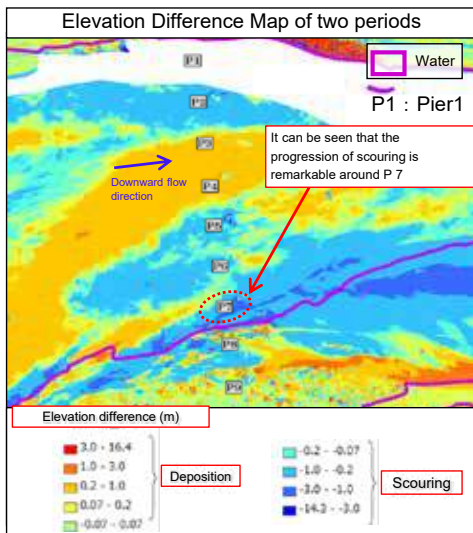 Elevation Difference Map of two periods
P1
Water
P2
P1 : Pier1
P3
It can be seen that the
progression of scouring is
remarkable around P 7
Downward flow
direction
P4
P5
P6
P7
P8
P9
Elevation difference (m)
3.0 - 16.4
1.0 - 3.0
0.2 - 1.0
0.07 - 0.2
-0.07 - 0.07
Deposition
-0.2 - -0.07
-1.0 - -0.2
-3.0 - -1.0
-14.2 - -3.0
Scouring